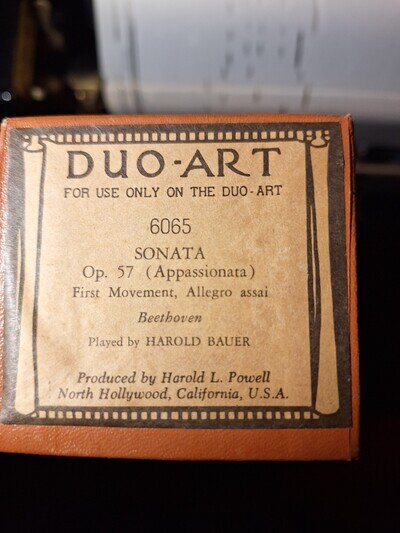 DUO-ART
FOR USE ONLY ON THE DUO-ART
6065
SONATA
Op. 57 (Appassionata)
First Movement, Allegro assai
Beethoven
Played by HAROLD BAUER
Produced by Harold L. Powell
North Hollywood, California, U.S.A.